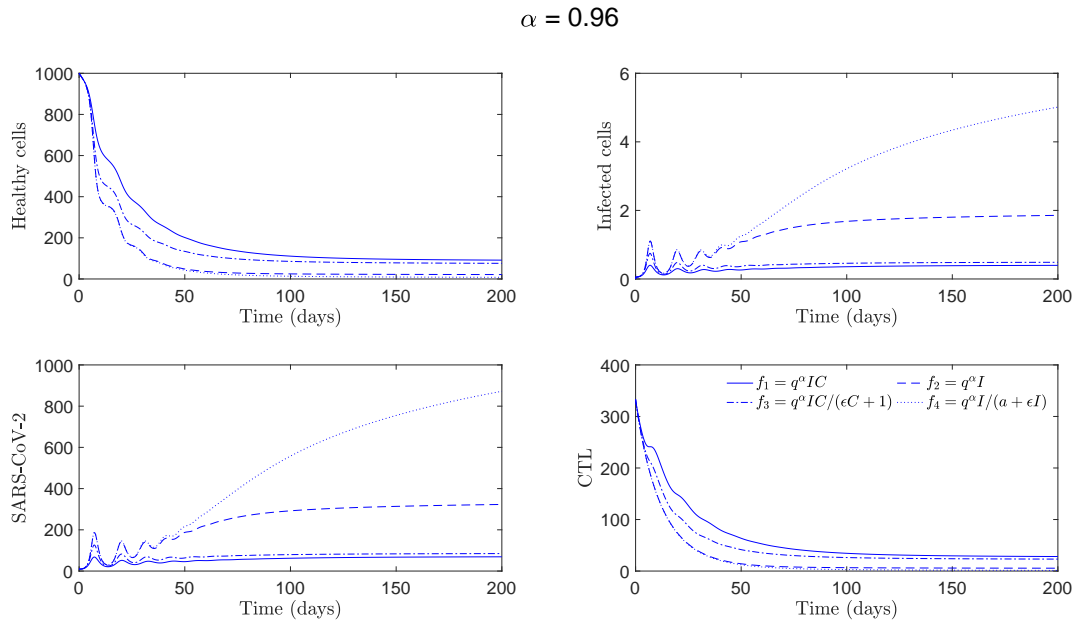 α = 0.96
Healthy cells
1000
800
600
400
200
0
0 50 100 150 200
Time (days)
Infected cells
6
4
2
0
0 50 100 150 200
Time (days)
SARS-CoV-2
1000
800
600
400
200
0
0 50 100 150 200
Time (days)
CTL
400
300
200
100
0
f₁ = q^α IC f₂ = q^α I
f₃ = q^α IC/(ϵC + 1) f₄ = q^α I/(a + ϵI)
0 50 100 150 200
Time (days)